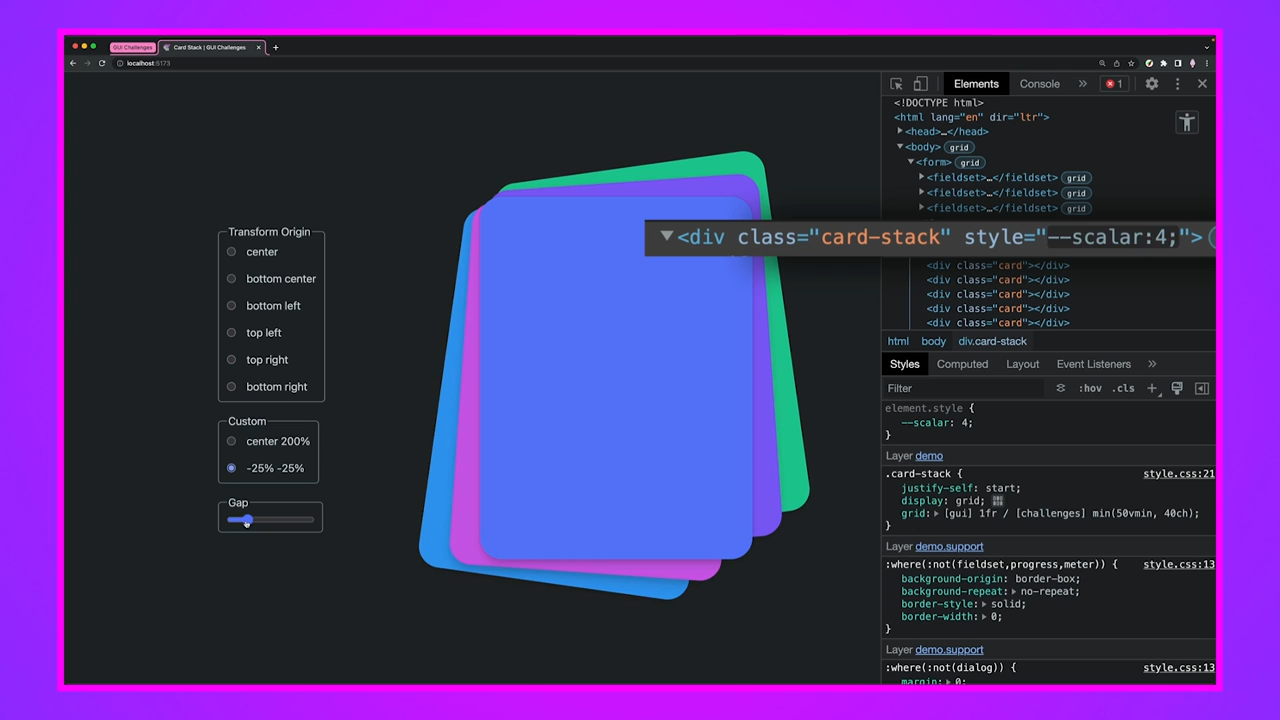 GUI Challenges
Card Stack | GUI Challenges
localhost:5173
Transform Origin
center
bottom center
bottom left
top left
top right
bottom right
Custom
center 200%
-25% -25%
Gap
Elements
Console
1
<!DOCTYPE html>
<html lang="en" dir="ltr">
<head>…</head>
<body> grid
<form> grid
<fieldset>…</fieldset> grid
<fieldset>…</fieldset> grid
<fieldset>…</fieldset> grid
<div class="card-stack" style="--scalar:4;">
<div class="card"></div>
<div class="card"></div>
<div class="card"></div>
<div class="card"></div>
<div class="card"></div>
html body div.card-stack
Styles Computed Layout Event Listeners
Filter :hov .cls
element.style {
--scalar: 4;
}
Layer demo
.card-stack { style.css:21
justify-self: start;
display: grid;
grid: [gui] 1fr / [challenges] min(50vmin, 40ch);
}
Layer demo.support
:where(:not(fieldset,progress,meter)) { style.css:13
background-origin: border-box;
background-repeat: no-repeat;
border-style: solid;
border-width: 0;
}
Layer demo.support
:where(:not(dialog)) { style.css:13
margin: 0;